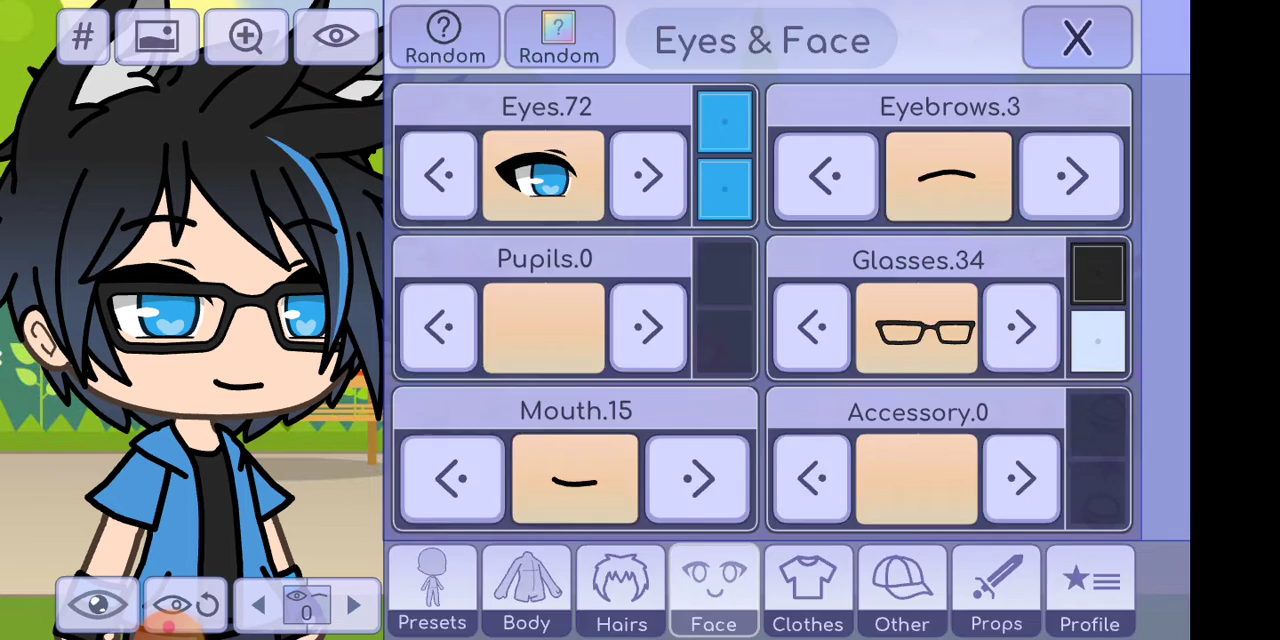 #
? Random
? Random
Eyes & Face
X
Eyes.72
Eyebrows.3
Pupils.0
Glasses.34
Mouth.15
Accessory.0
0
Presets
Body
Hairs
Face
Clothes
Other
Props
Profile